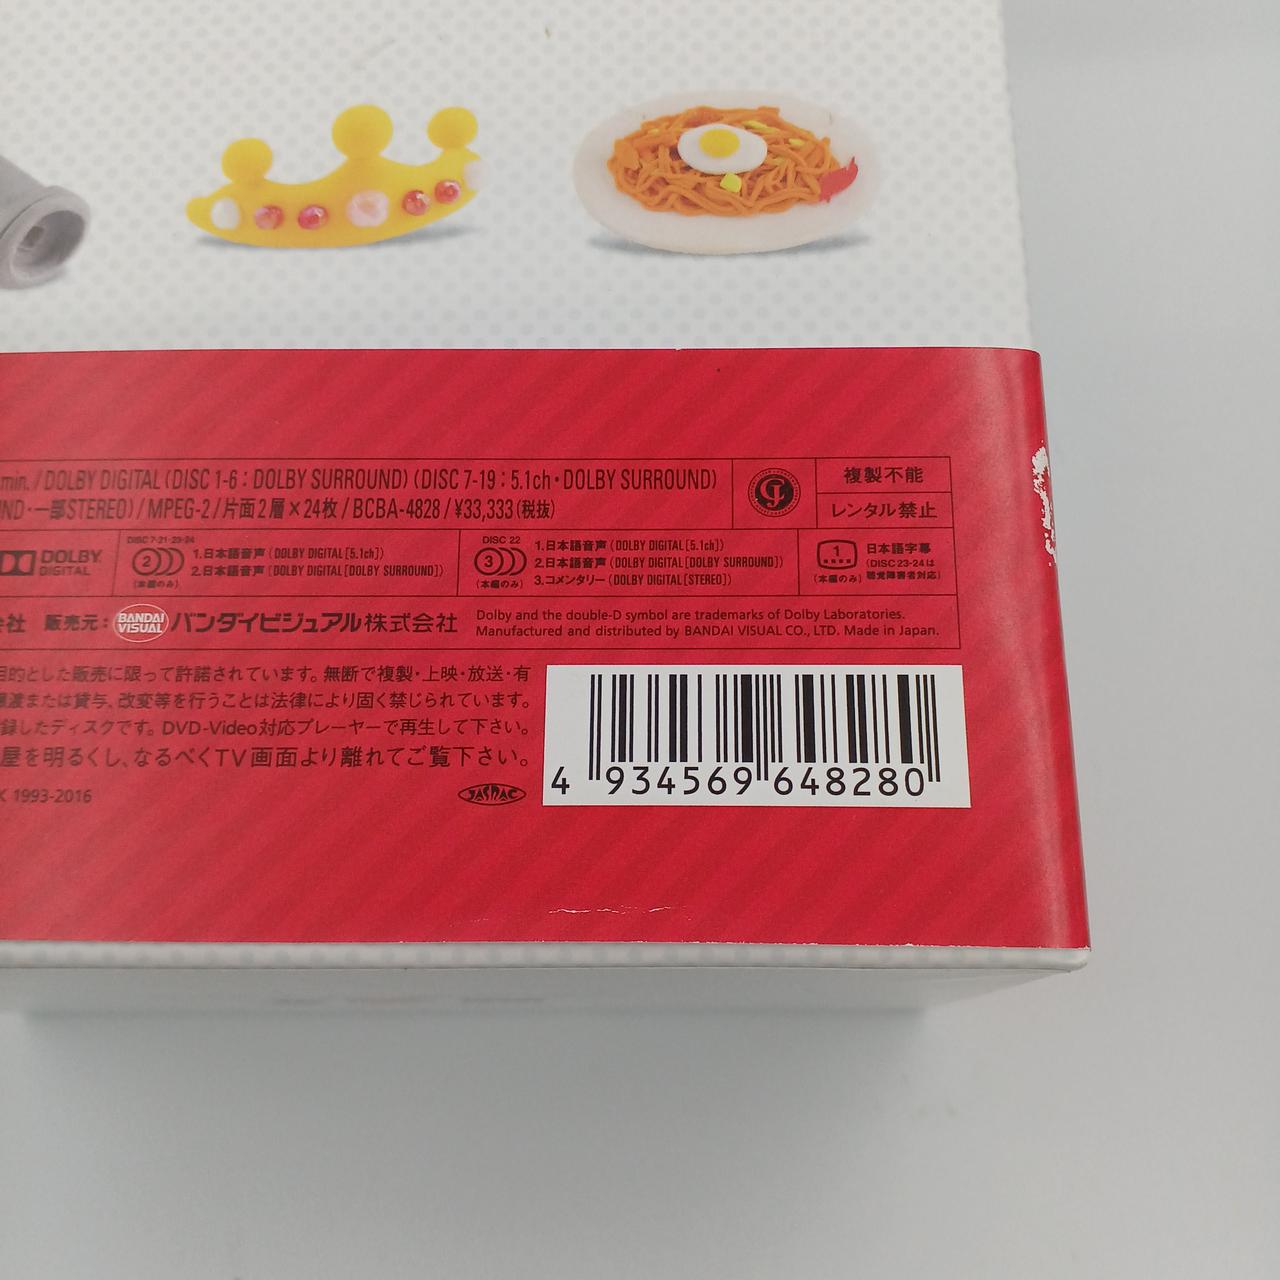 min. / DOLBY DIGITAL (DISC 1-6 : DOLBY SURROUND) (DISC 7-19 : 5.1ch・DOLBY SURROUND)
ND・一部STEREO) / MPEG-2 / 片面2層×24枚 / BCBA-4828 / ¥33,333 (税抜)
複製不能
レンタル禁止
DOLBY
DIGITAL
DISC 7-21・23-24
2
(本編のみ)
1.日本語音声 (DOLBY DIGITAL [5.1ch])
2.日本語音声 (DOLBY DIGITAL [DOLBY SURROUND])
DISC 22
3
(本編のみ)
1.日本語音声 (DOLBY DIGITAL [5.1ch])
2.日本語音声 (DOLBY DIGITAL [DOLBY SURROUND])
3.コメンタリー (DOLBY DIGITAL [STEREO])
1
(本編のみ)
日本語字幕
(DISC 23-24は
聴覚障害者対応)
会社 販売元: BANDAI VISUAL バンダイビジュアル株式会社
Dolby and the double-D symbol are trademarks of Dolby Laboratories.
Manufactured and distributed by BANDAI VISUAL CO., LTD. Made in Japan.
目的とした販売に限って許諾されています。無断で複製・上映・放送・有
譲渡または貸与、改変等を行うことは法律により固く禁じられています。
録したディスクです。DVD-Video対応プレーヤーで再生して下さい。
屋を明るくし、なるべくTV画面より離れてご覧下さい。
K 1993-2016
JASRAC
4 934569 648280